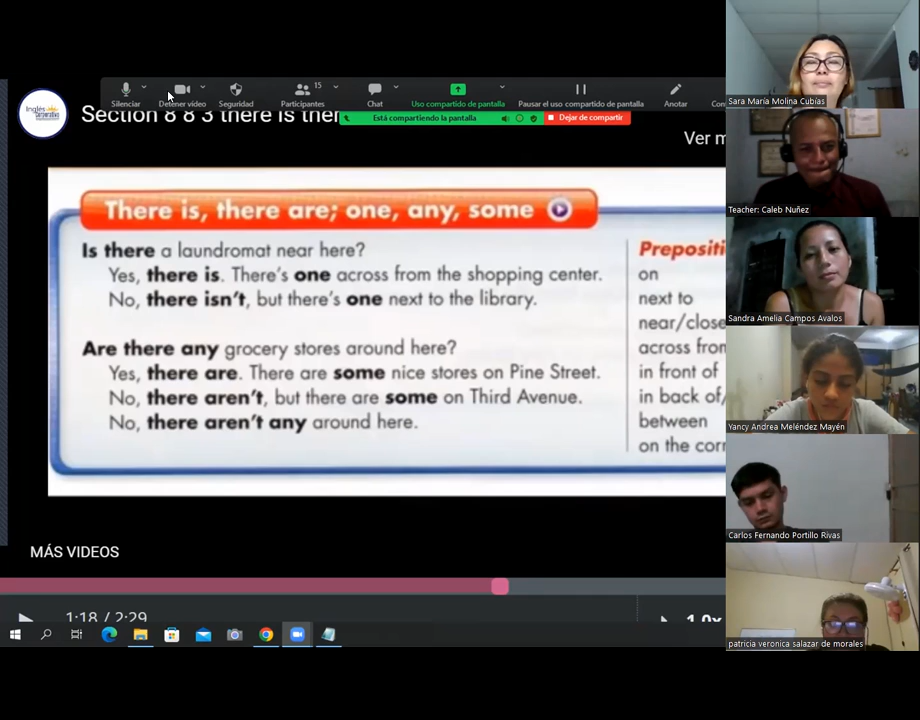 15
Silenciar
Detener video
Seguridad
Participantes
Chat
Uso compartido de pantalla
Pausar el uso compartido de pantalla
Anotar
Está compartiendo la pantalla
Dejar de compartir
Inglés
Corporativo
Section 8 8 3 there is ther
Ver m
There is, there are; one, any, some
Is there a laundromat near here?
Yes, there is. There's one across from the shopping center.
No, there isn't, but there's one next to the library.
Are there any grocery stores around here?
Yes, there are. There are some nice stores on Pine Street.
No, there aren't, but there are some on Third Avenue.
No, there aren't any around here.
Prepositi
on
next to
near/close
across from
in front of
in back of/
between
on the corn
MÁS VIDEOS
1:18 / 2:29
1.0x
Sara María Molina Cubías
Teacher: Caleb Nuñez
Sandra Amelia Campos Avalos
Yancy Andrea Meléndez Mayén
Carlos Fernando Portillo Rivas
patricia veronica salazar de morales